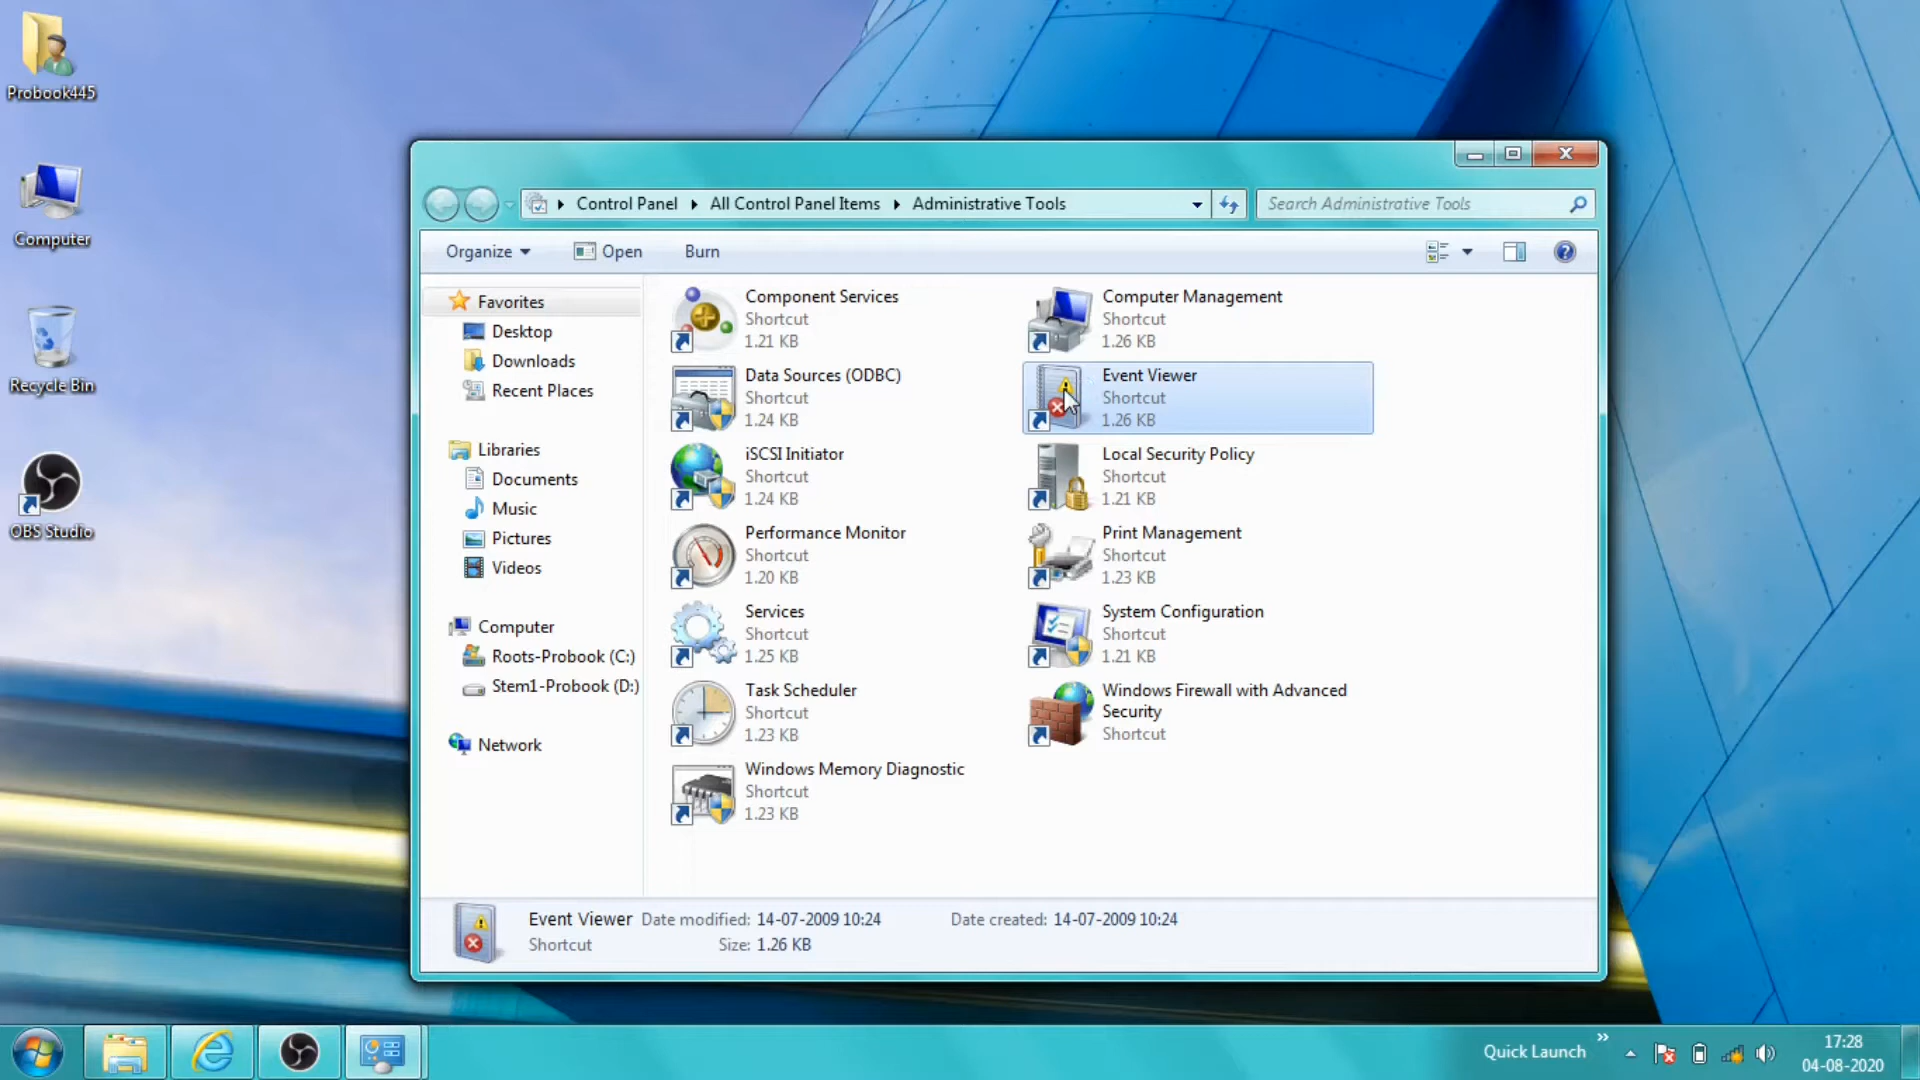 Probook445
Computer
Recycle Bin
OBS Studio
Control Panel All Control Panel Items Administrative Tools
Search Administrative Tools
Organize Open Burn
Favorites
Desktop
Downloads
Recent Places
Libraries
Documents
Music
Pictures
Videos
Computer
Roots-Probook (C:)
Stem1-Probook (D:)
Network
Component Services
Shortcut
1.21 KB
Computer Management
Shortcut
1.26 KB
Data Sources (ODBC)
Shortcut
1.24 KB
Event Viewer
Shortcut
1.26 KB
iSCSI Initiator
Shortcut
1.24 KB
Local Security Policy
Shortcut
1.21 KB
Performance Monitor
Shortcut
1.20 KB
Print Management
Shortcut
1.23 KB
Services
Shortcut
1.25 KB
System Configuration
Shortcut
1.21 KB
Task Scheduler
Shortcut
1.23 KB
Windows Firewall with Advanced
Security
Shortcut
Windows Memory Diagnostic
Shortcut
1.23 KB
Event Viewer Date modified: 14-07-2009 10:24 Date created: 14-07-2009 10:24
Shortcut Size: 1.26 KB
Quick Launch
17:28
04-08-2020